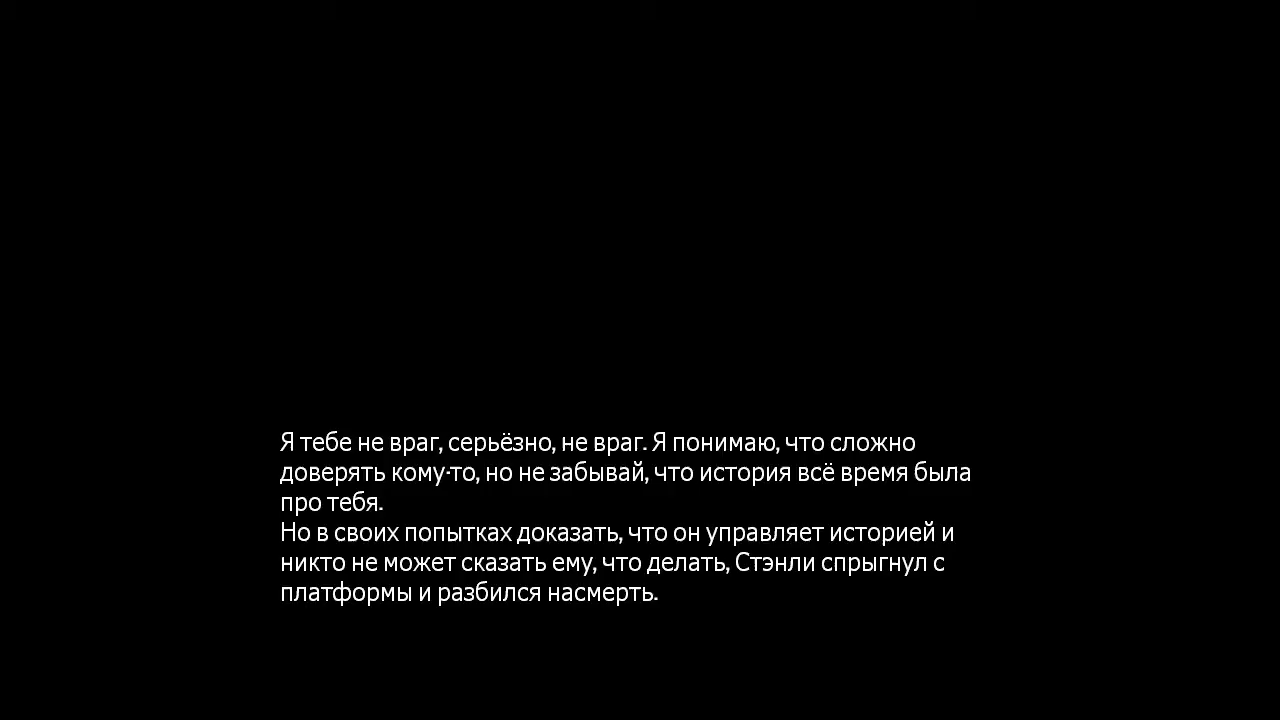 Я тебе не враг, серьёзно, не враг. Я понимаю, что сложно
доверять кому-то, но не забывай, что история всё время была
про тебя.
Но в своих попытках доказать, что он управляет историей и
никто не может сказать ему, что делать, Стэнли спрыгнул с
платформы и разбился насмерть.